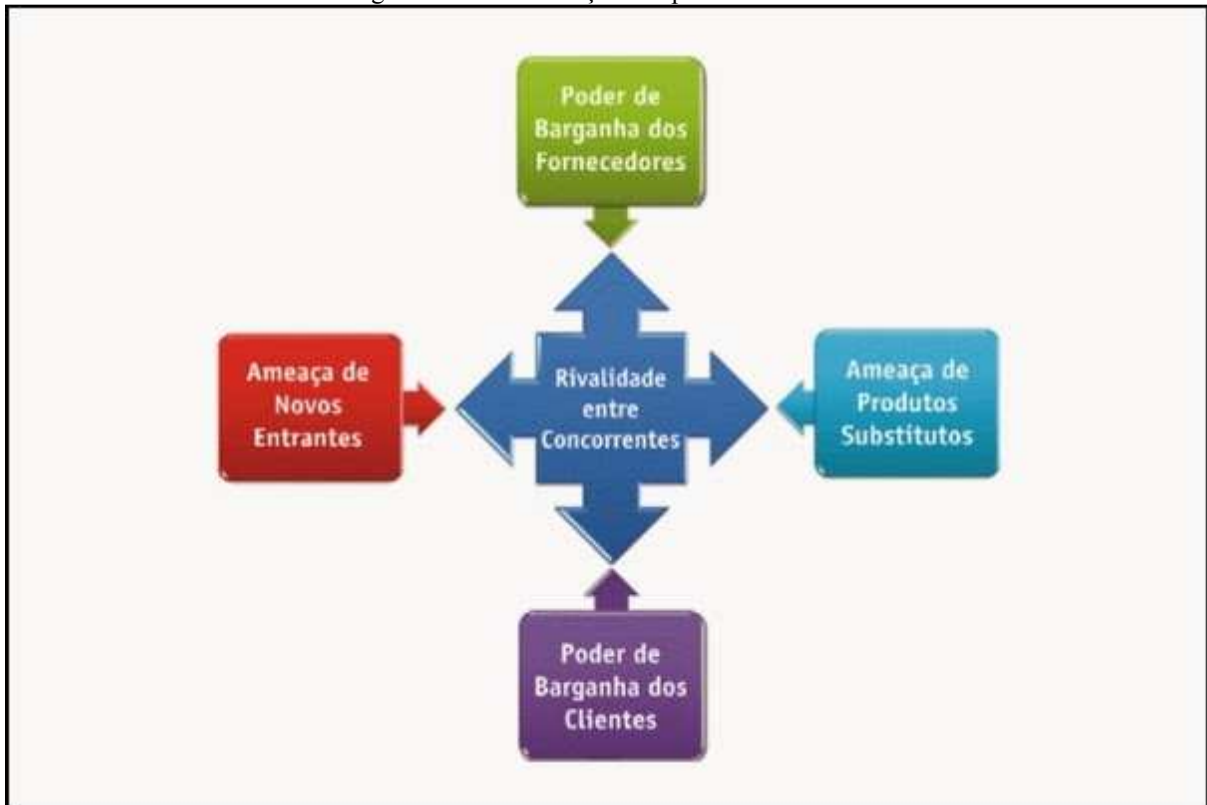 Poder de
Barganha dos
Fornecedores
Ameaça de
Novos
Entrantes
Rivalidade
entre
Concorrentes
Ameaça de
Produtos
Substitutos
Poder de
Barganha dos
Clientes